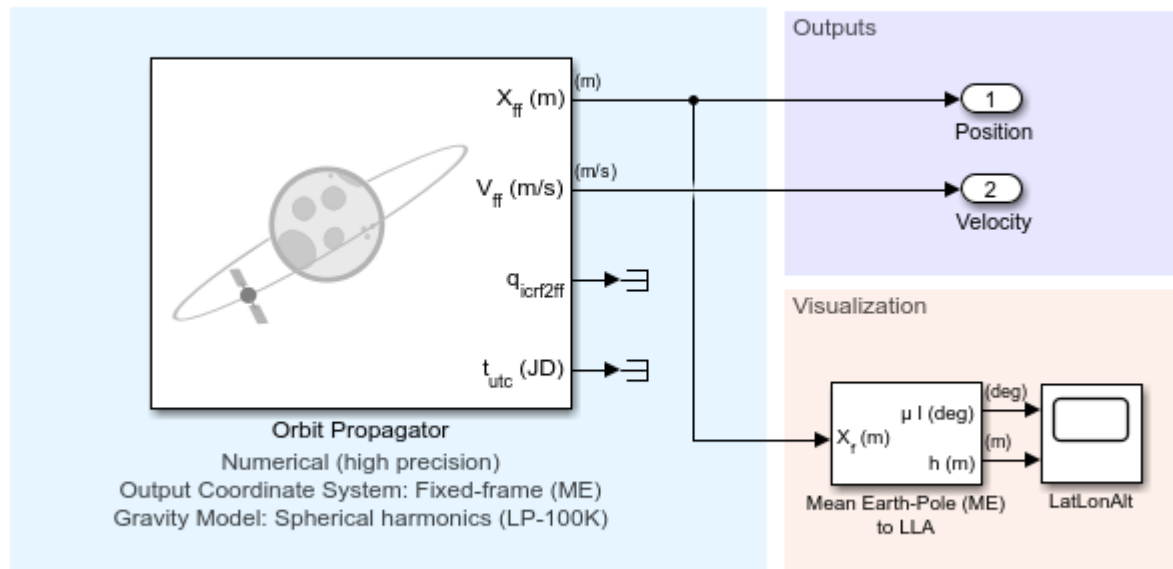 Outputs
X_ff (m)
(m)
1
Position
V_ff (m/s)
(m/s)
2
Velocity
q_icrf2ff
t_utc (JD)
Orbit Propagator
Numerical (high precision)
Output Coordinate System: Fixed-frame (ME)
Gravity Model: Spherical harmonics (LP-100K)
Visualization
X_f (m)
μ l (deg)
(deg)
h (m)
(m)
Mean Earth-Pole (ME)
to LLA
LatLonAlt